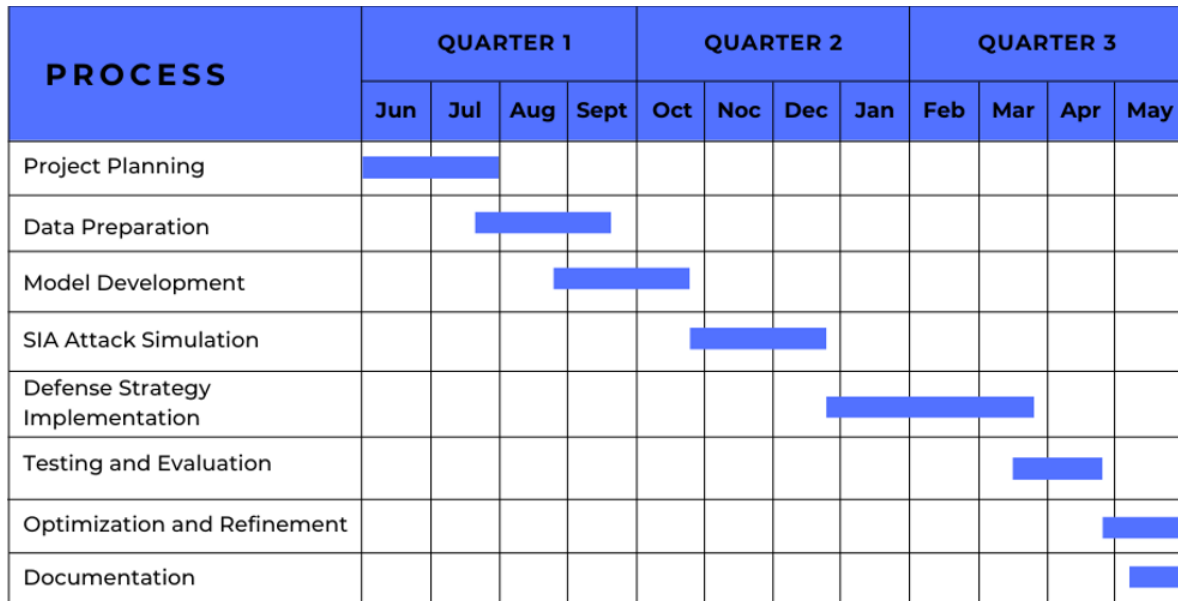 PROCESS
QUARTER 1 QUARTER 2 QUARTER 3
Jun Jul Aug Sept Oct Noc Dec Jan Feb Mar Apr May
Project Planning
Data Preparation
Model Development
SIA Attack Simulation
Defense Strategy
Implementation
Testing and Evaluation
Optimization and Refinement
Documentation